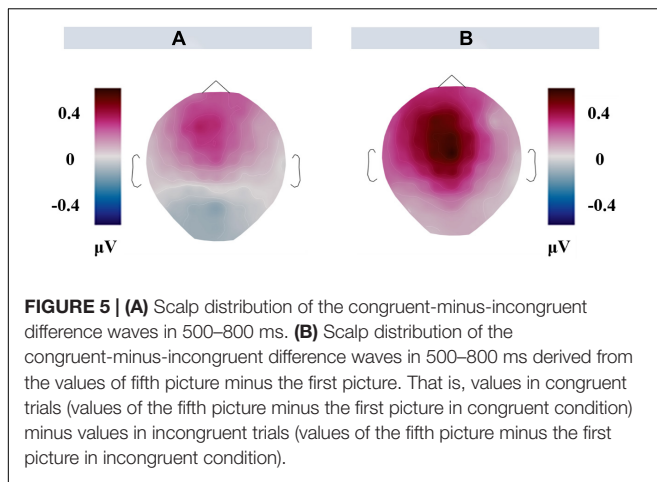 A B
0.4 0.4
0 0
-0.4 -0.4
µV µV
FIGURE 5 | (A) Scalp distribution of the congruent-minus-incongruent
difference waves in 500–800 ms. (B) Scalp distribution of the
congruent-minus-incongruent difference waves in 500–800 ms derived from
the values of fifth picture minus the first picture. That is, values in congruent
trials (values of the fifth picture minus the first picture in congruent condition)
minus values in incongruent trials (values of the fifth picture minus the first
picture in incongruent condition).